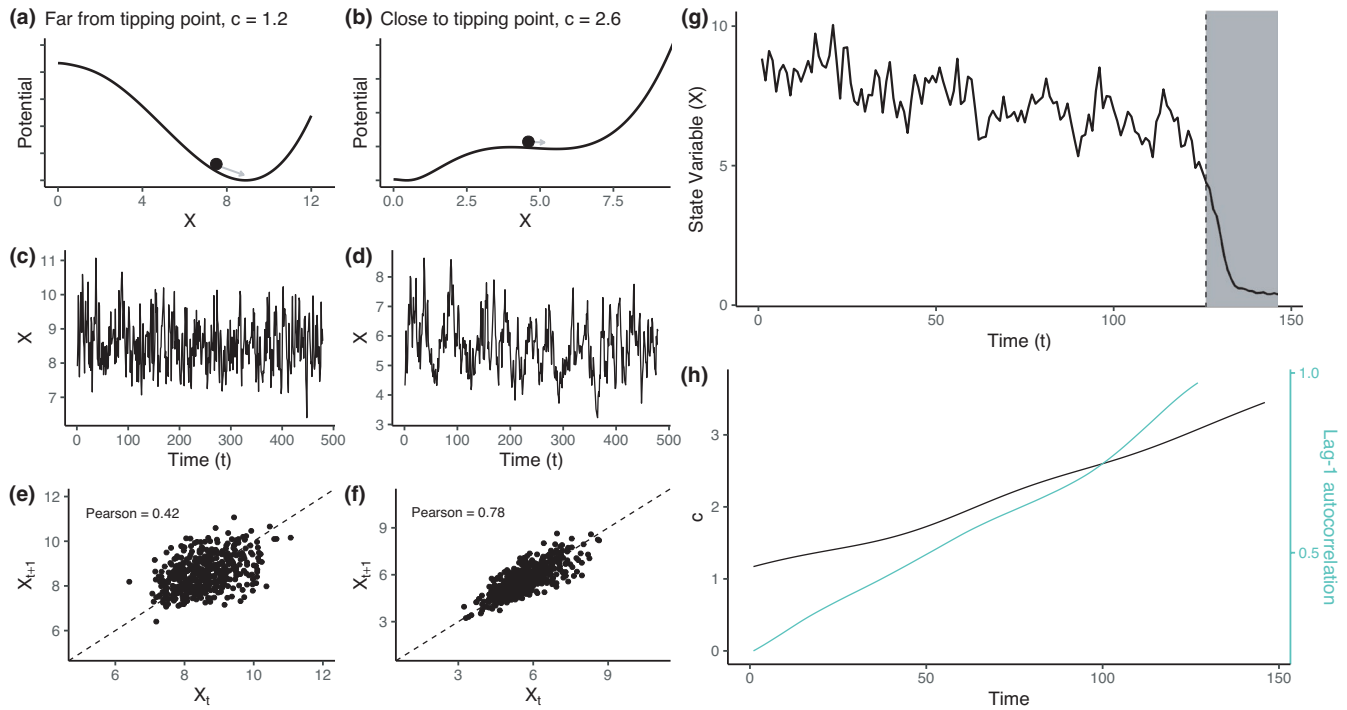 (a) Far from tipping point, c = 1.2
Potential
0 4 8 12
X
(b) Close to tipping point, c = 2.6
Potential
0.0 2.5 5.0 7.5
X
(c)
11
10
9
8
7
X
0 100 200 300 400 500
Time (t)
(d)
8
7
6
5
4
3
X
0 100 200 300 400 500
Time (t)
(e)
Pearson = 0.42
12
10
8
6
Xt+1
6 8 10 12
Xt
(f)
Pearson = 0.78
9
6
3
Xt+1
3 6 9
Xt
(g)
10
5
0
State Variable (X)
0 50 100 150
Time (t)
(h)
3
2
1
0
c
1.0
0.5
Lag-1 autocorrelation
0 50 100 150
Time